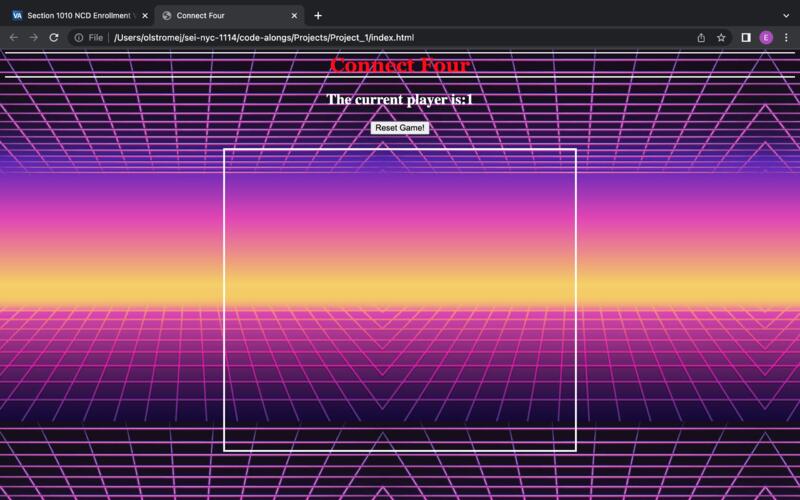 Section 1010 NCD Enrollment
Connect Four
File
/Users/olstromej/sei-nyc-1114/code-alongs/Projects/Project_1/index.html
E
Connect Four
The current player is:1
Reset Game!